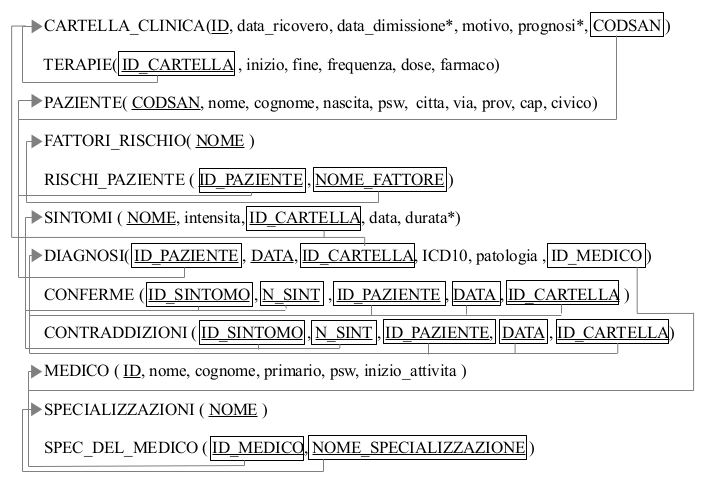 CARTELLA_CLINICA(ID, data_ricovero, data_dimissione*, motivo, prognosi*, CODSAN)
TERAPIE( ID_CARTELLA , inizio, fine, frequenza, dose, farmaco)
PAZIENTE( CODSAN, nome, cognome, nascita, psw, citta, via, prov, cap, civico)
FATTORI_RISCHIO( NOME )
RISCHI_PAZIENTE ( ID_PAZIENTE , NOME_FATTORE )
SINTOMI ( NOME, intensita, ID_CARTELLA, data, durata*)
DIAGNOSI( ID_PAZIENTE , DATA, ID_CARTELLA, ICD10, patologia , ID_MEDICO )
CONFERME ( ID_SINTOMO , N_SINT , ID_PAZIENTE , DATA , ID_CARTELLA )
CONTRADDIZIONI ( ID_SINTOMO , N_SINT , ID_PAZIENTE, DATA , ID_CARTELLA)
MEDICO ( ID, nome, cognome, primario, psw, inizio_attivita )
SPECIALIZZAZIONI ( NOME )
SPEC_DEL_MEDICO ( ID_MEDICO, NOME_SPECIALIZZAZIONE )